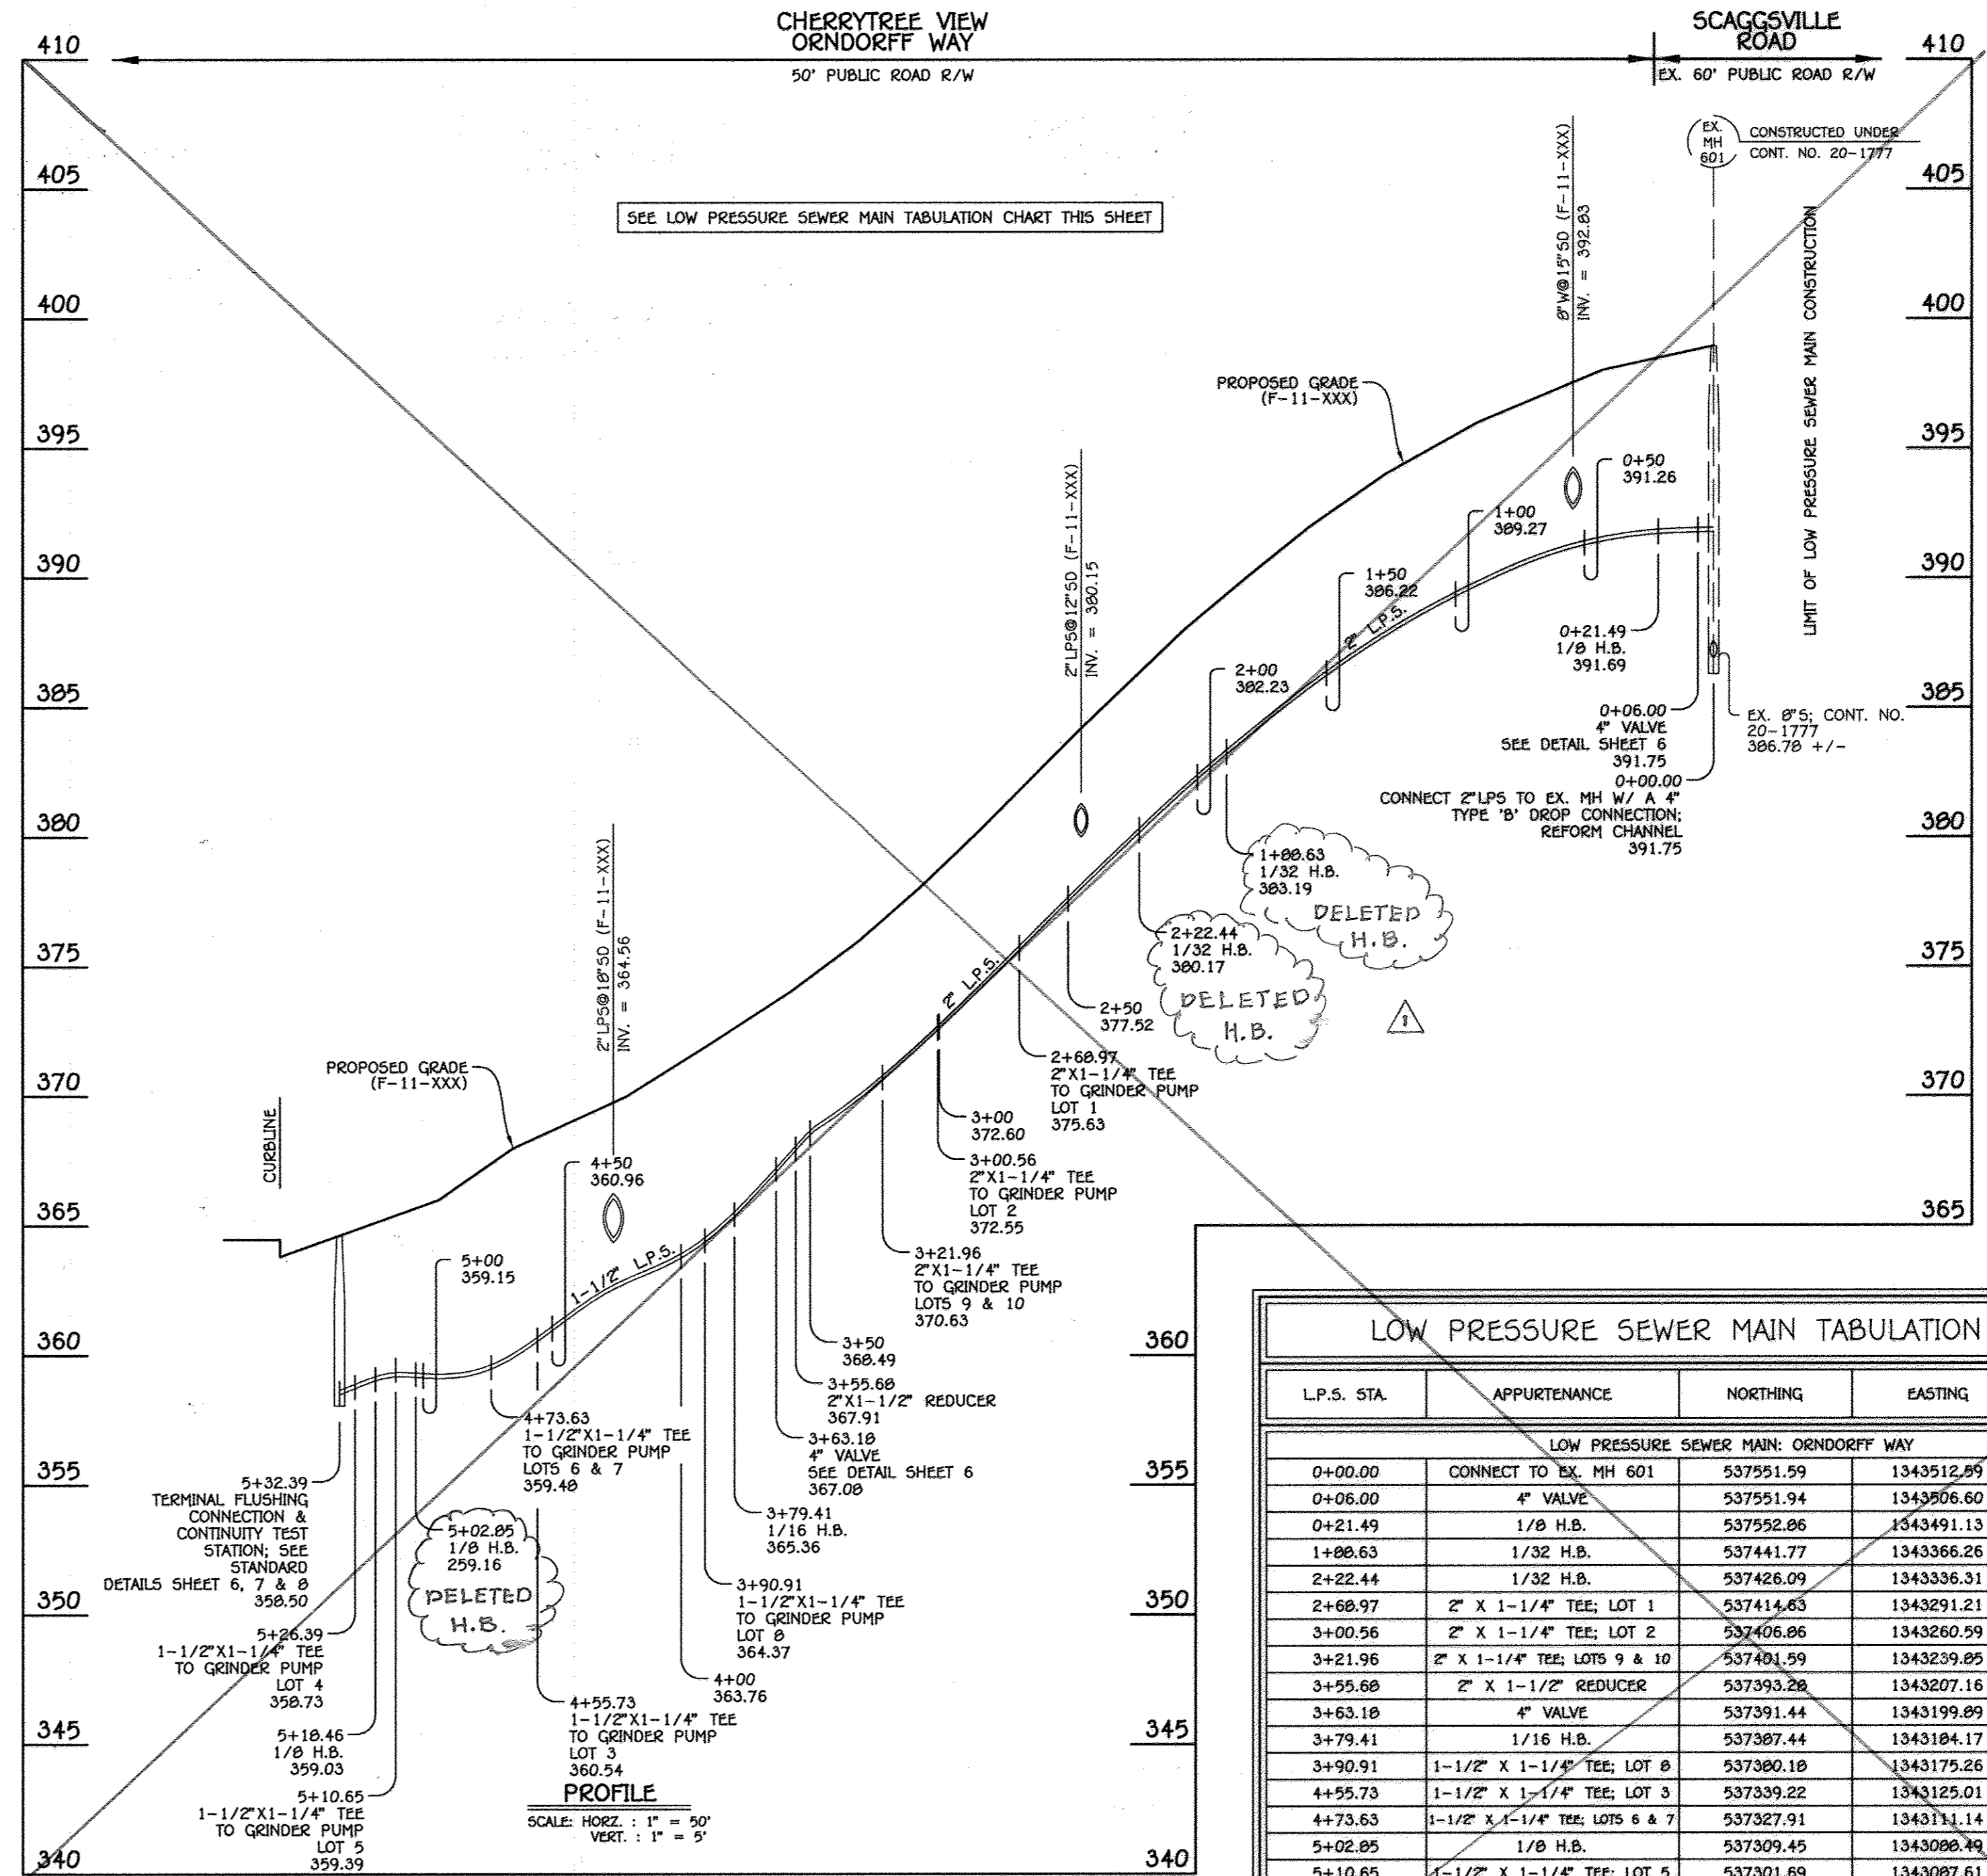 CHERRYTREE VIEW
ORNDORFF WAY
50' PUBLIC ROAD R/W
SCAGGSVILLE
ROAD
EX. 60' PUBLIC ROAD R/W
410
405
400
395
390
385
380
375
370
365
360
355
350
345
340
410
405
400
395
390
385
380
375
370
365
360
355
350
345
340
SEE LOW PRESSURE SEWER MAIN TABULATION CHART THIS SHEET
EX.
MH
601
CONSTRUCTED UNDER
CONT. NO. 20-1777
LIMIT OF LOW PRESSURE SEWER MAIN CONSTRUCTION
8"W@15"SD (F-11-XXX)
INV. = 392.83
PROPOSED GRADE
(F-11-XXX)
2"LPS@12"SD (F-11-XXX)
INV. = 380.15
2"LPS@18"SD (F-11-XXX)
INV. = 364.56
PROPOSED GRADE
(F-11-XXX)
CURBLINE
0+50
391.26
1+00
389.27
1+50
386.22
2" L.P.S.
2+00
382.23
0+21.49
1/8 H.B.
391.69
0+06.00
4" VALVE
SEE DETAIL SHEET 6
391.75
0+00.00
CONNECT 2"LPS TO EX. MH W/ A 4"
TYPE 'B' DROP CONNECTION;
REFORM CHANNEL
391.75
EX. 8"S; CONT. NO.
20-1777
386.78 +/-
1+88.63
1/32 H.B.
383.19
DELETED
H.B.
2+22.44
1/32 H.B.
380.17
DELETED
H.B.
1
2+50
377.52
2" L.P.S.
2+68.97
2"X1-1/4" TEE
TO GRINDER PUMP
LOT 1
375.63
3+00
372.60
3+00.56
2"X1-1/4" TEE
TO GRINDER PUMP
LOT 2
372.55
3+21.96
2"X1-1/4" TEE
TO GRINDER PUMP
LOTS 9 & 10
370.63
3+50
368.49
3+55.68
2"X1-1/2" REDUCER
367.91
3+63.18
4" VALVE
SEE DETAIL SHEET 6
367.08
3+79.41
1/16 H.B.
365.36
3+90.91
1-1/2"X1-1/4" TEE
TO GRINDER PUMP
LOT 8
364.37
4+00
363.76
1-1/2" L.P.S.
4+50
360.96
4+55.73
1-1/2"X1-1/4" TEE
TO GRINDER PUMP
LOT 3
360.54
4+73.63
1-1/2"X1-1/4" TEE
TO GRINDER PUMP
LOTS 6 & 7
359.48
5+00
359.15
5+02.85
1/8 H.B.
259.16
DELETED
H.B.
5+32.39
TERMINAL FLUSHING
CONNECTION &
CONTINUITY TEST
STATION; SEE
STANDARD
DETAILS SHEET 6, 7 & 8
358.50
5+26.39
1-1/2"X1-1/4" TEE
TO GRINDER PUMP
LOT 4
358.73
5+18.46
1/8 H.B.
359.03
5+10.65
1-1/2"X1-1/4" TEE
TO GRINDER PUMP
LOT 5
359.39
PROFILE
SCALE: HORZ. : 1" = 50'
VERT. : 1" = 5'
LOW PRESSURE SEWER MAIN TABULATION
L.P.S. STA. APPURTENANCE NORTHING EASTING
LOW PRESSURE SEWER MAIN: ORNDORFF WAY
0+00.00 CONNECT TO EX. MH 601 537551.59 1343512.59
0+06.00 4" VALVE 537551.94 1343506.60
0+21.49 1/8 H.B. 537552.86 1343491.13
1+88.63 1/32 H.B. 537441.77 1343366.26
2+22.44 1/32 H.B. 537426.09 1343336.31
2+68.97 2" X 1-1/4" TEE; LOT 1 537414.63 1343291.21
3+00.56 2" X 1-1/4" TEE; LOT 2 537406.86 1343260.59
3+21.96 2" X 1-1/4" TEE; LOTS 9 & 10 537401.59 1343239.85
3+55.68 2" X 1-1/2" REDUCER 537393.28 1343207.16
3+63.18 4" VALVE 537391.44 1343199.89
3+79.41 1/16 H.B. 537387.44 1343184.17
3+90.91 1-1/2" X 1-1/4" TEE; LOT 8 537380.18 1343175.26
4+55.73 1-1/2" X 1-1/4" TEE; LOT 3 537339.22 1343125.01
4+73.63 1-1/2" X 1-1/4" TEE; LOTS 6 & 7 537327.91 1343111.14
5+02.85 1/8 H.B. 537309.45 1343088.49
5+10.65 1-1/2" X 1-1/4" TEE; LOT 5 537301.69 1343087.63